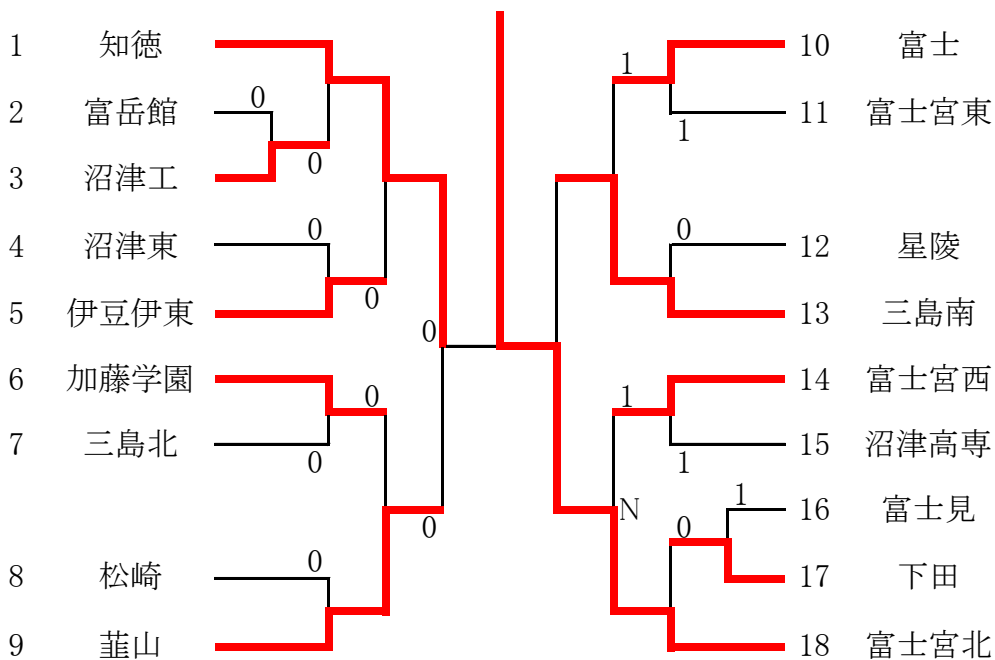 1 知徳
0
2 富岳館
0
3 沼津工
0
4 沼津東
0
5 伊豆伊東
0
6 加藤学園
0
7 三島北
0
0
8 松崎
0
9 韮山
1
10 富士
1
11 富士宮東
0
12 星陵
13 三島南
1
14 富士宮西
1
15 沼津高専
1
16 富士見
N
0
17 下田
18 富士宮北